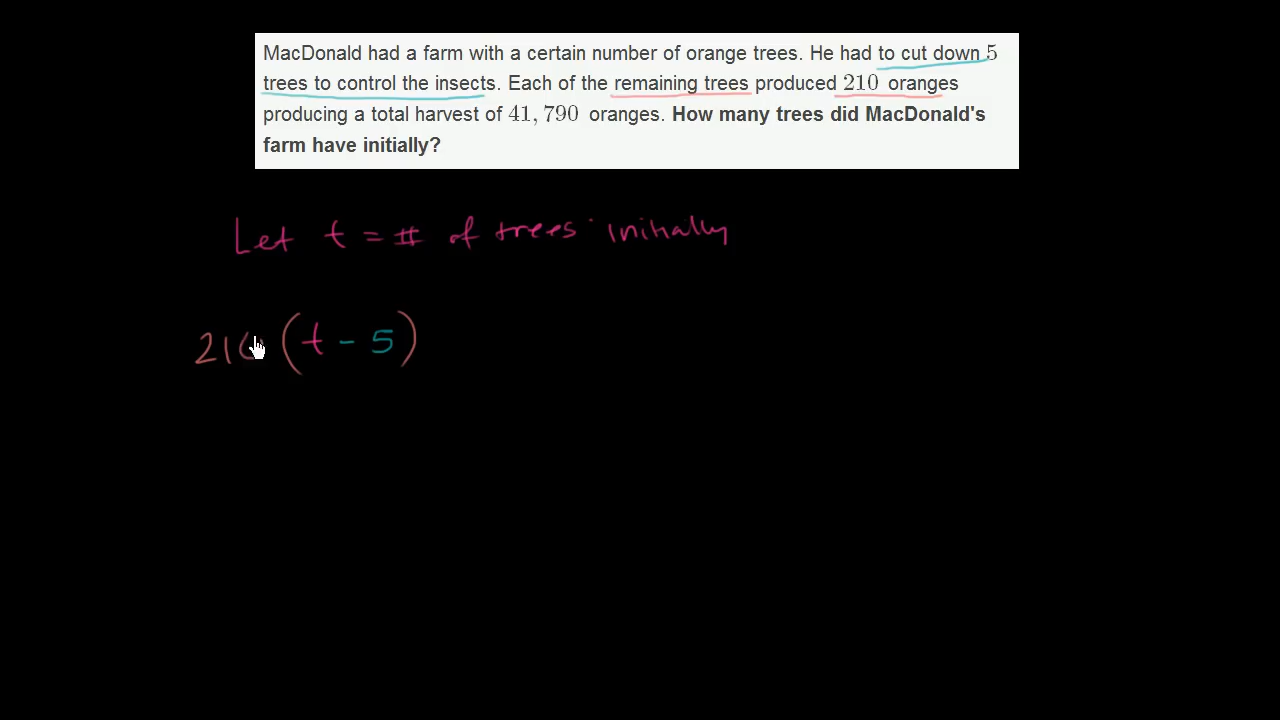 MacDonald had a farm with a certain number of orange trees. He had to cut down 5
trees to control the insects. Each of the remaining trees produced 210 oranges
producing a total harvest of 41,790 oranges. How many trees did MacDonald's
farm have initially?
Let t = # of trees initially
210 (t - 5)